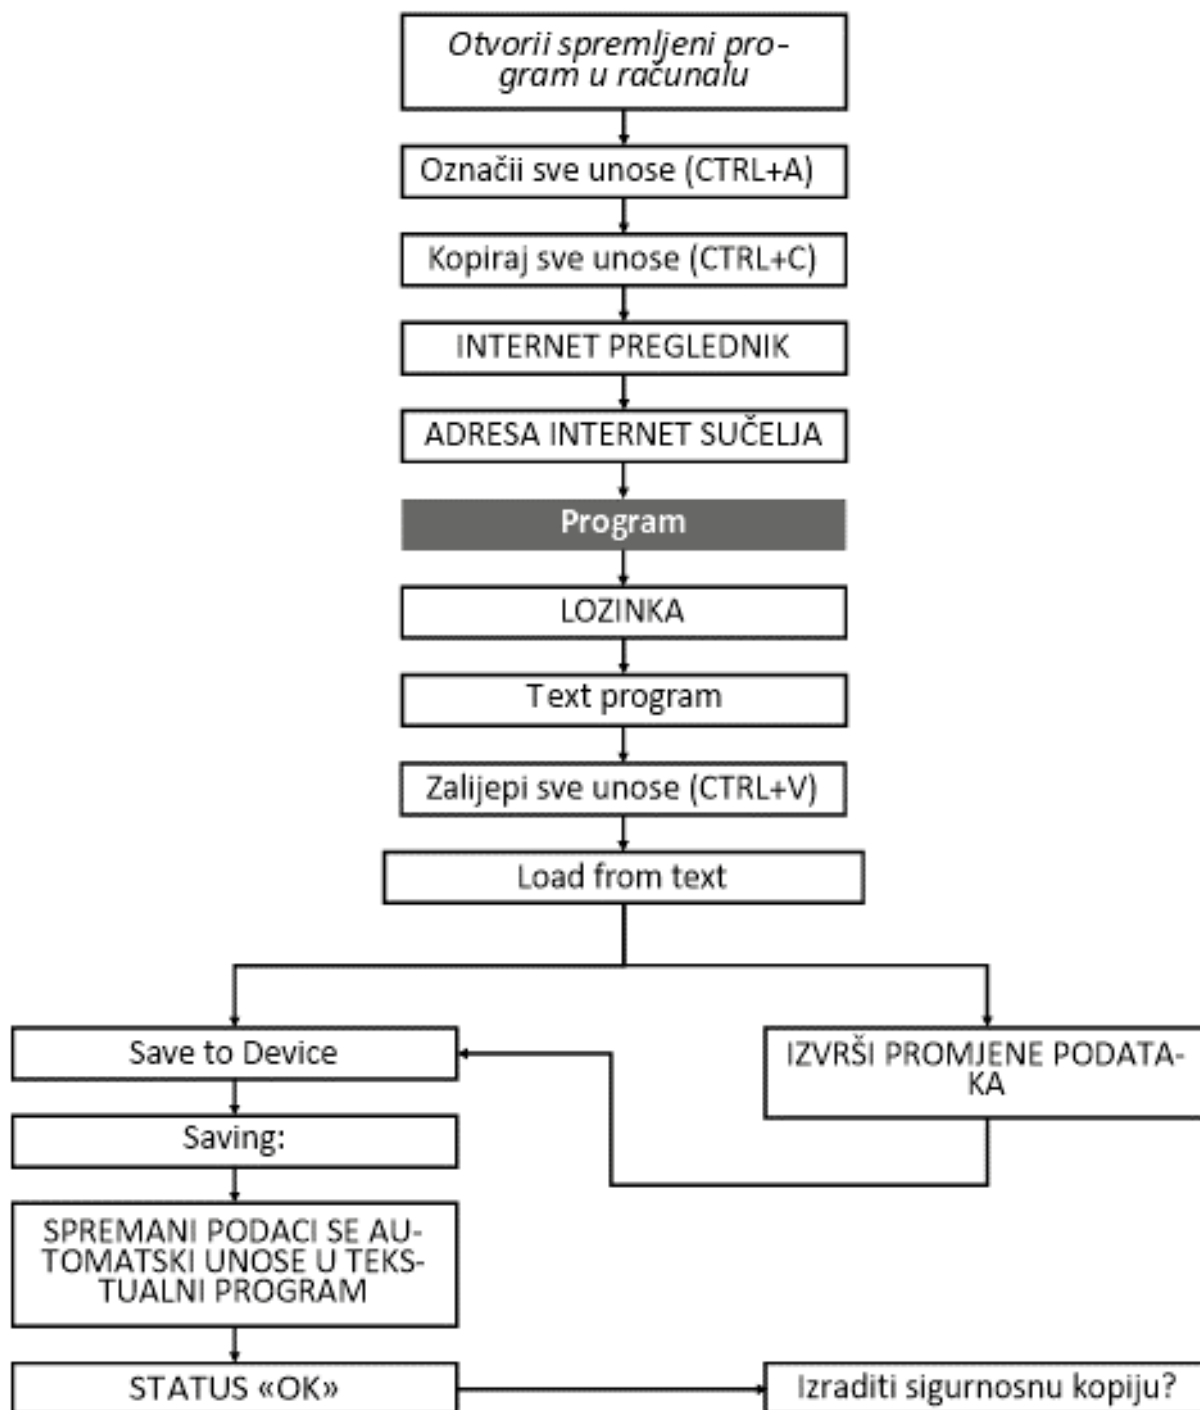 Otvorii spremljeni pro-
gram u računalu
Označii sve unose (CTRL+A)
Kopiraj sve unose (CTRL+C)
INTERNET PREGLEDNIK
ADRESA INTERNET SUČELJA
Program
LOZINKA
Text program
Zalijepi sve unose (CTRL+V)
Load from text
Save to Device
IZVRŠI PROMJENE PODATA-
KA
Saving:
SPREMANI PODACI SE AU-
TOMATSKI UNOSE U TEKS-
TUALNI PROGRAM
STATUS «OK»
Izraditi sigurnosnu kopiju?